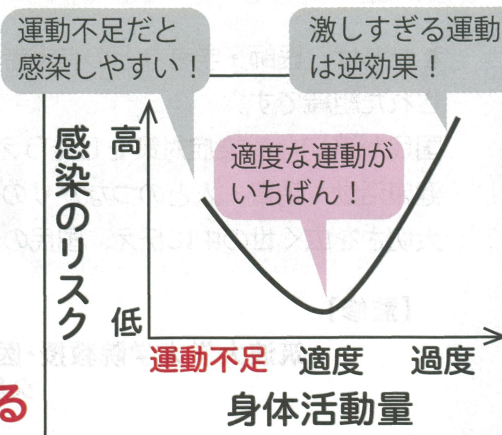 運動不足だと
感染しやすい！
激しすぎる運動
は逆効果！
適度な運動が
いちばん！
感染のリスク
高
低
運動不足 適度 過度
身体活動量
る